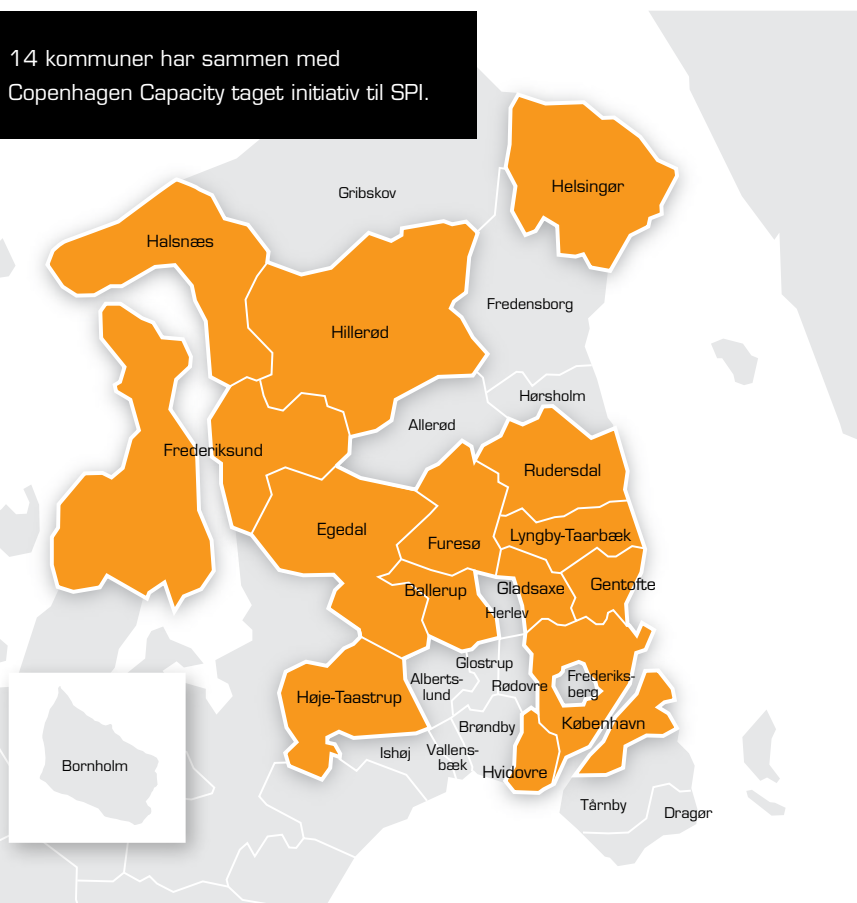 14 kommuner har sammen med
Copenhagen Capacity taget initiativ til SPI.
Helsingør
Gribskov
Halsnæs
Fredensborg
Hillerød
Hørsholm
Allerød
Frederiksund
Rudersdal
Egedal
Lyngby-Taarbæk
Furesø
Gentofte
Ballerup
Gladsaxe
Herlev
Glostrup
Alberts-
lund
Rødovre
Frederiks-
berg
Høje-Taastrup
København
Brøndby
Ishøj
Vallens-
bæk
Hvidovre
Bornholm
Tårnby
Dragør